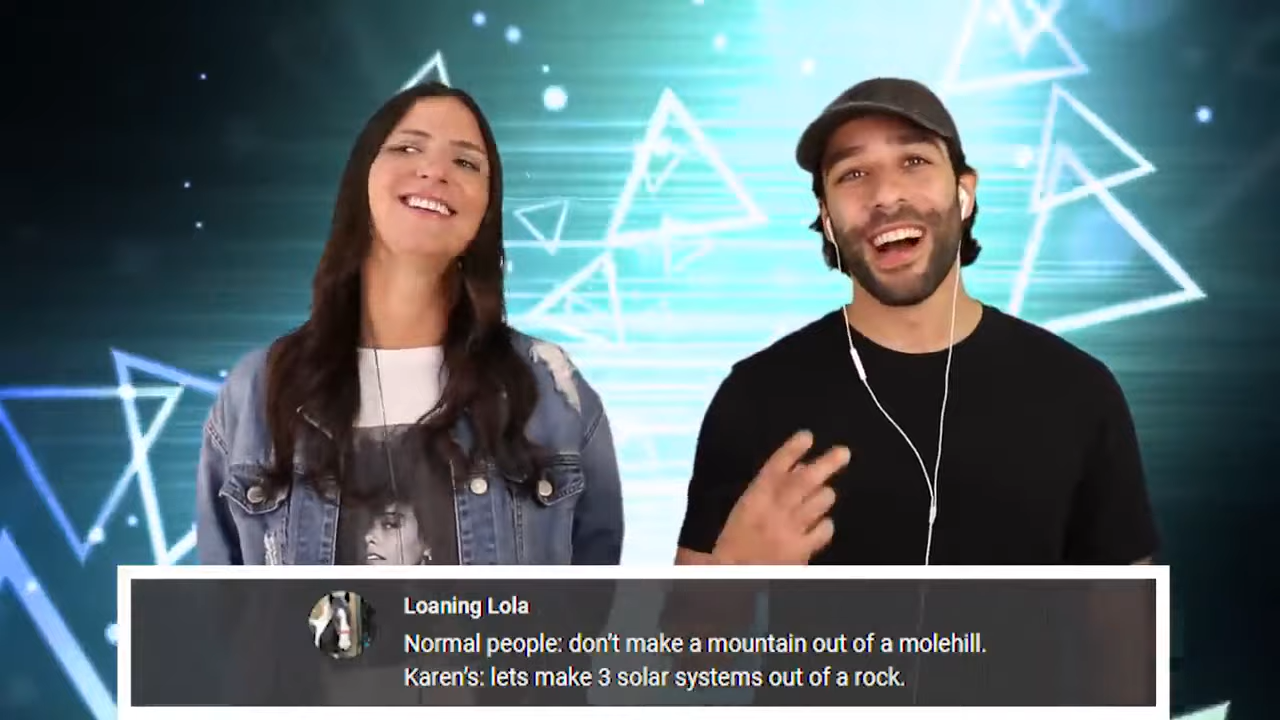 Loaning Lola
Normal people: don't make a mountain out of a molehill.
Karen's: lets make 3 solar systems out of a rock.